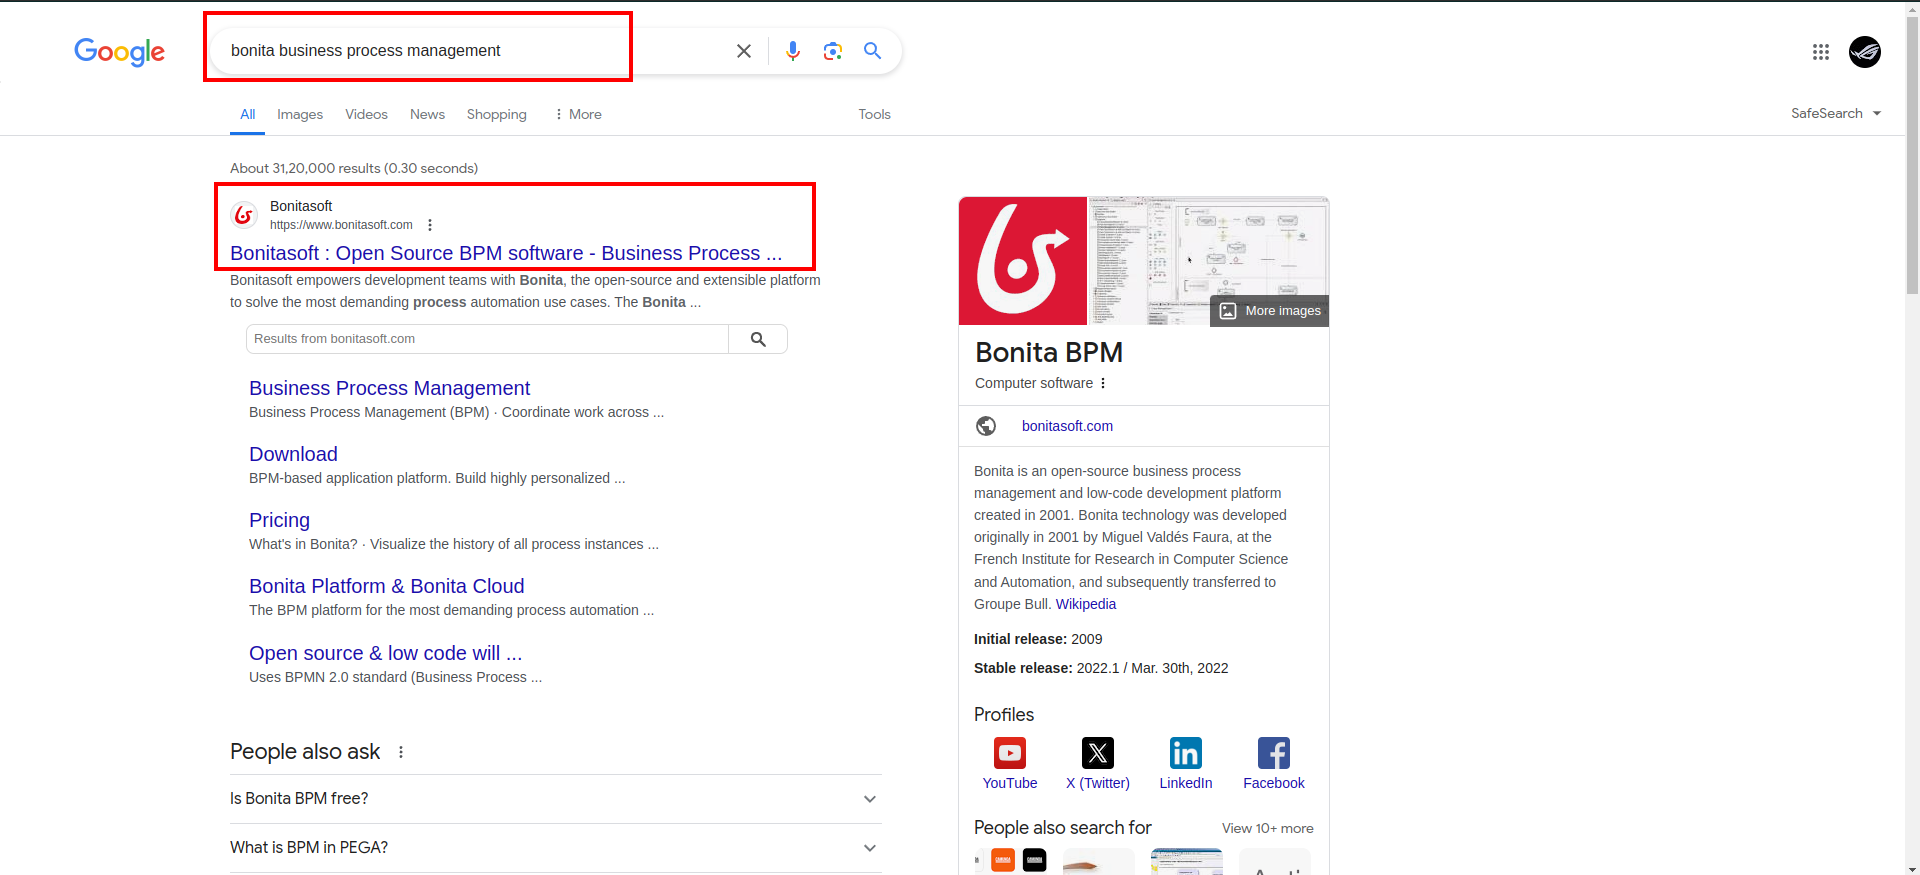 Google
bonita business process management
All
Images
Videos
News
Shopping
More
Tools
SafeSearch
About 31,20,000 results (0.30 seconds)
Bonitasoft
https://www.bonitasoft.com
Bonitasoft : Open Source BPM software - Business Process ...
Bonitasoft empowers development teams with Bonita, the open-source and extensible platform
to solve the most demanding process automation use cases. The Bonita ...
Results from bonitasoft.com
Business Process Management
Business Process Management (BPM) · Coordinate work across ...
Download
BPM-based application platform. Build highly personalized ...
Pricing
What's in Bonita? · Visualize the history of all process instances ...
Bonita Platform & Bonita Cloud
The BPM platform for the most demanding process automation ...
Open source & low code will ...
Uses BPMN 2.0 standard (Business Process ...
People also ask
Is Bonita BPM free?
What is BPM in PEGA?
More images
Bonita BPM
Computer software
bonitasoft.com
Bonita is an open-source business process
management and low-code development platform
created in 2001. Bonita technology was developed
originally in 2001 by Miguel Valdés Faura, at the
French Institute for Research in Computer Science
and Automation, and subsequently transferred to
Groupe Bull. Wikipedia
Initial release: 2009
Stable release: 2022.1 / Mar. 30th, 2022
Profiles
YouTube
X (Twitter)
LinkedIn
Facebook
People also search for
View 10+ more